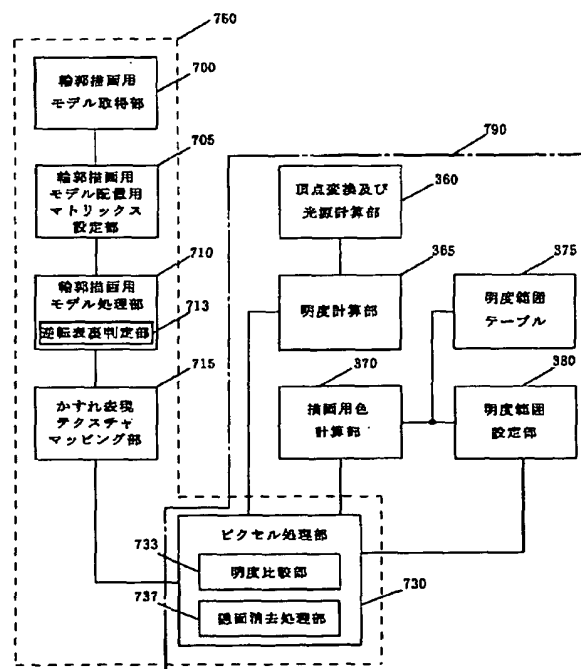 750
輪郭描画用
モデル取得部
700
790
705
輪郭描画用
モデル配置用
マトリックス
設定部
頂点変換及び
光源計算部
360
710
輪郭描画用
モデル処理部
713
逆転表裏判定部
365
明度計算部
375
明度範囲
テーブル
715
かすれ表現
テクスチャ
マッピング部
370
描画用色
計算部
380
明度範囲
設定部
ピクセル処理部
733
明度比較部
730
737
隠面消去処理部